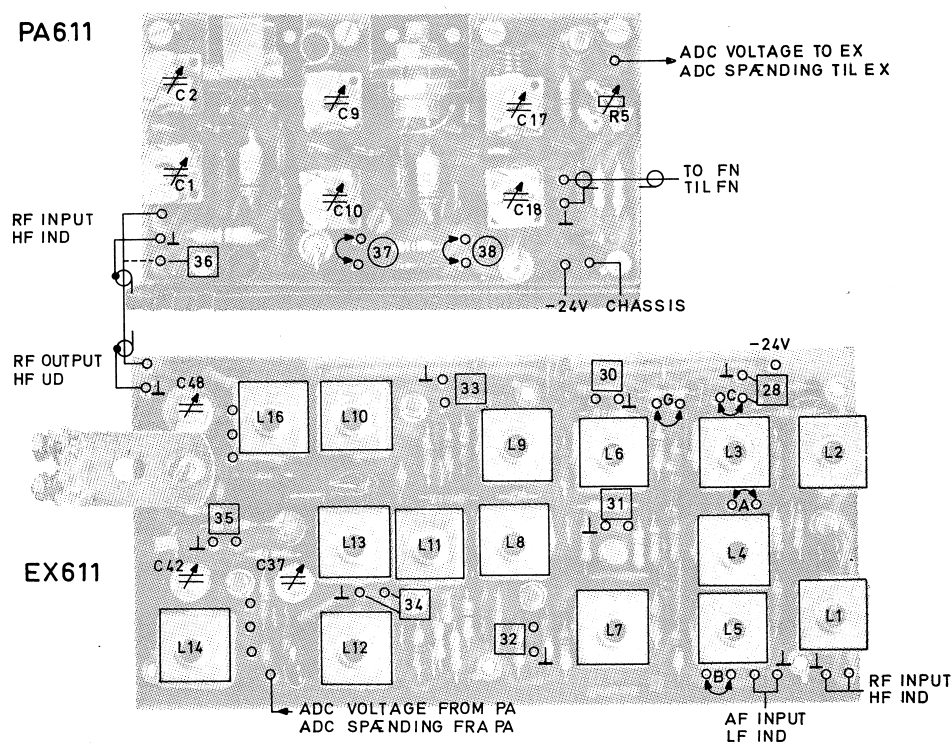 PA611
ADC VOLTAGE TO EX
ADC SPÆNDING TIL EX
C2
C9
C17
R5
C1
C10
C18
TO FN
TIL FN
RF INPUT
HF IND
36
37
38
-24V CHASSIS
RF OUTPUT
HF UD
-24V
C48
33
30
G
C
28
L16
L10
L9
L6
L3
L2
A
35
31
L13
L11
L8
L4
EX611
C42
C37
34
L14
L12
32
L7
L5
L1
B
RF INPUT
HF IND
ADC VOLTAGE FROM PA
ADC SPÆNDING FRA PA
AF INPUT
LF IND